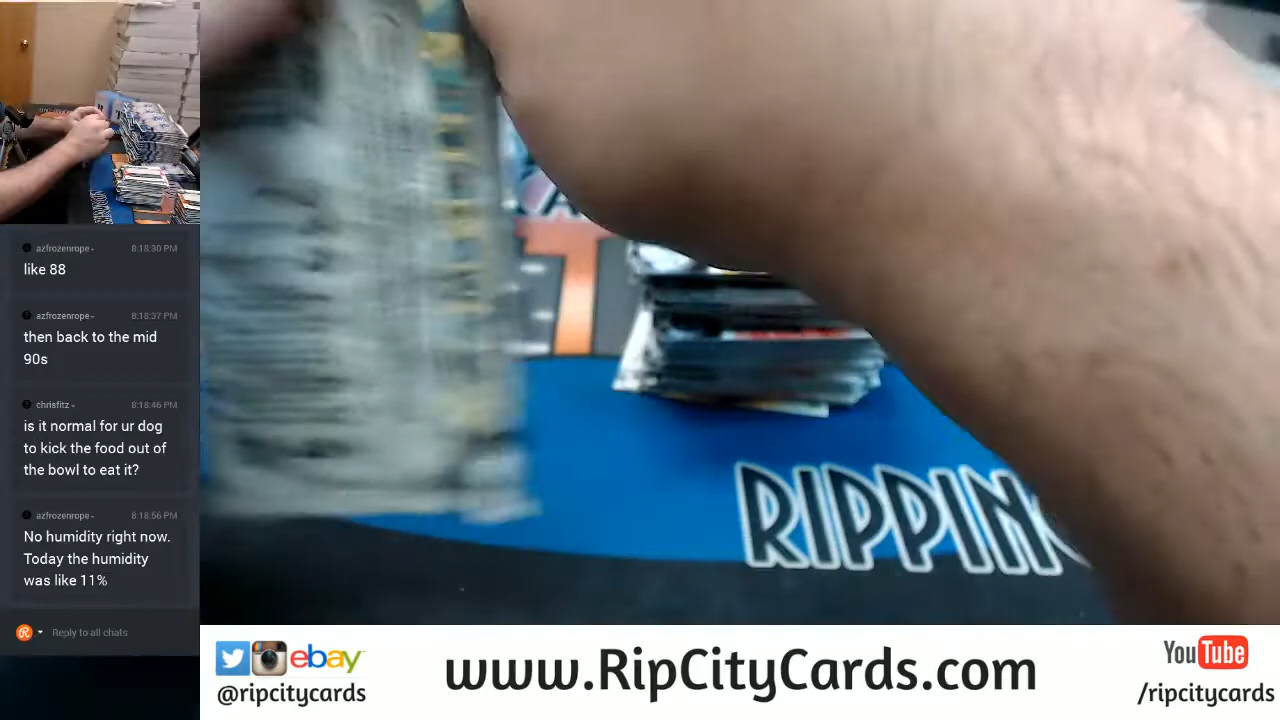 azfrozenrope 8:18:30 PM
like 88
azfrozenrope 8:18:37 PM
then back to the mid
90s
chrisfitz 8:18:46 PM
is it normal for ur dog
to kick the food out of
the bowl to eat it?
azfrozenrope 8:18:56 PM
No humidity right now.
Today the humidity
was like 11%
Reply to all chats
RIPPING
ebay
@ripcitycards
www.RipCityCards.com
YouTube
/ripcitycards